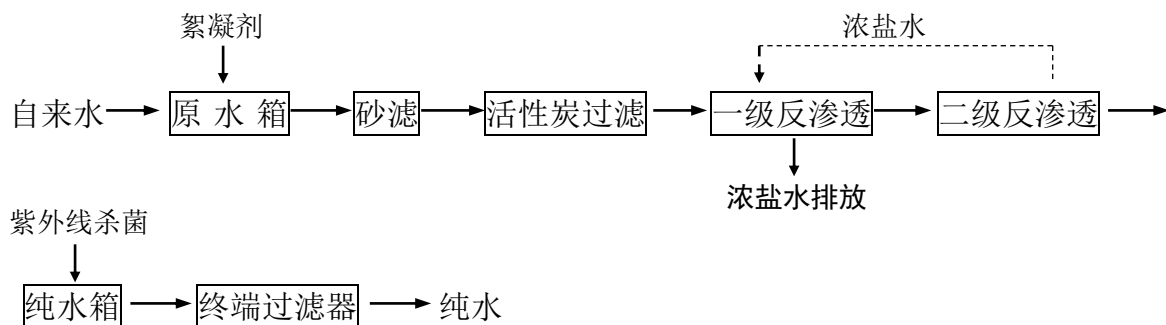 絮凝剂
浓盐水
自来水 原水箱 砂滤 活性炭过滤 一级反渗透 二级反渗透
浓盐水排放
紫外线杀菌
纯水箱 终端过滤器 纯水